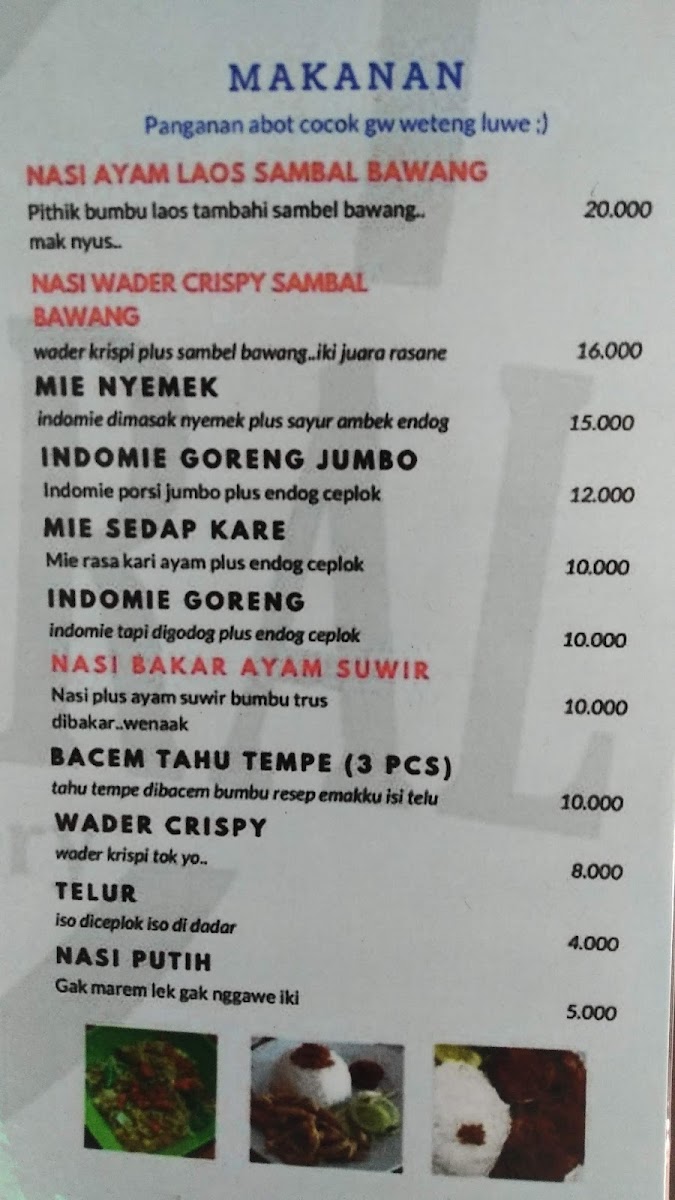 MAKANAN
Panganan abot cocok gw weteng luwe ;)
NASI AYAM LAOS SAMBAL BAWANG
Pithik bumbu laos tambahi sambel bawang..
20.000
mak nyus..
NASI WADER CRISPY SAMBAL
BAWANG
wader krispi plus sambel bawang..iki juara rasane
16.000
MIE NYEMEK
indomie dimasak nyemek plus sayur ambek endog
15.000
INDOMIE GORENG JUMBO
Indomie porsi jumbo plus endog ceplok
12.000
MIE SEDAP KARE
Mie rasa kari ayam plus endog ceplok
10.000
INDOMIE GORENG
indomie tapi digodog plus endog ceplok
10.000
NASI BAKAR AYAM SUWIR
Nasi plus ayam suwir bumbu trus
10.000
dibakar..wenaak
BACEM TAHU TEMPE (3 PCS)
tahu tempe dibacem bumbu resep emakku isi telu
10.000
WADER CRISPY
wader krispi tok yo..
8.000
TELUR
iso diceplok iso di dadar
4.000
NASI PUTIH
Gak marem lek gak nggawe iki
5.000